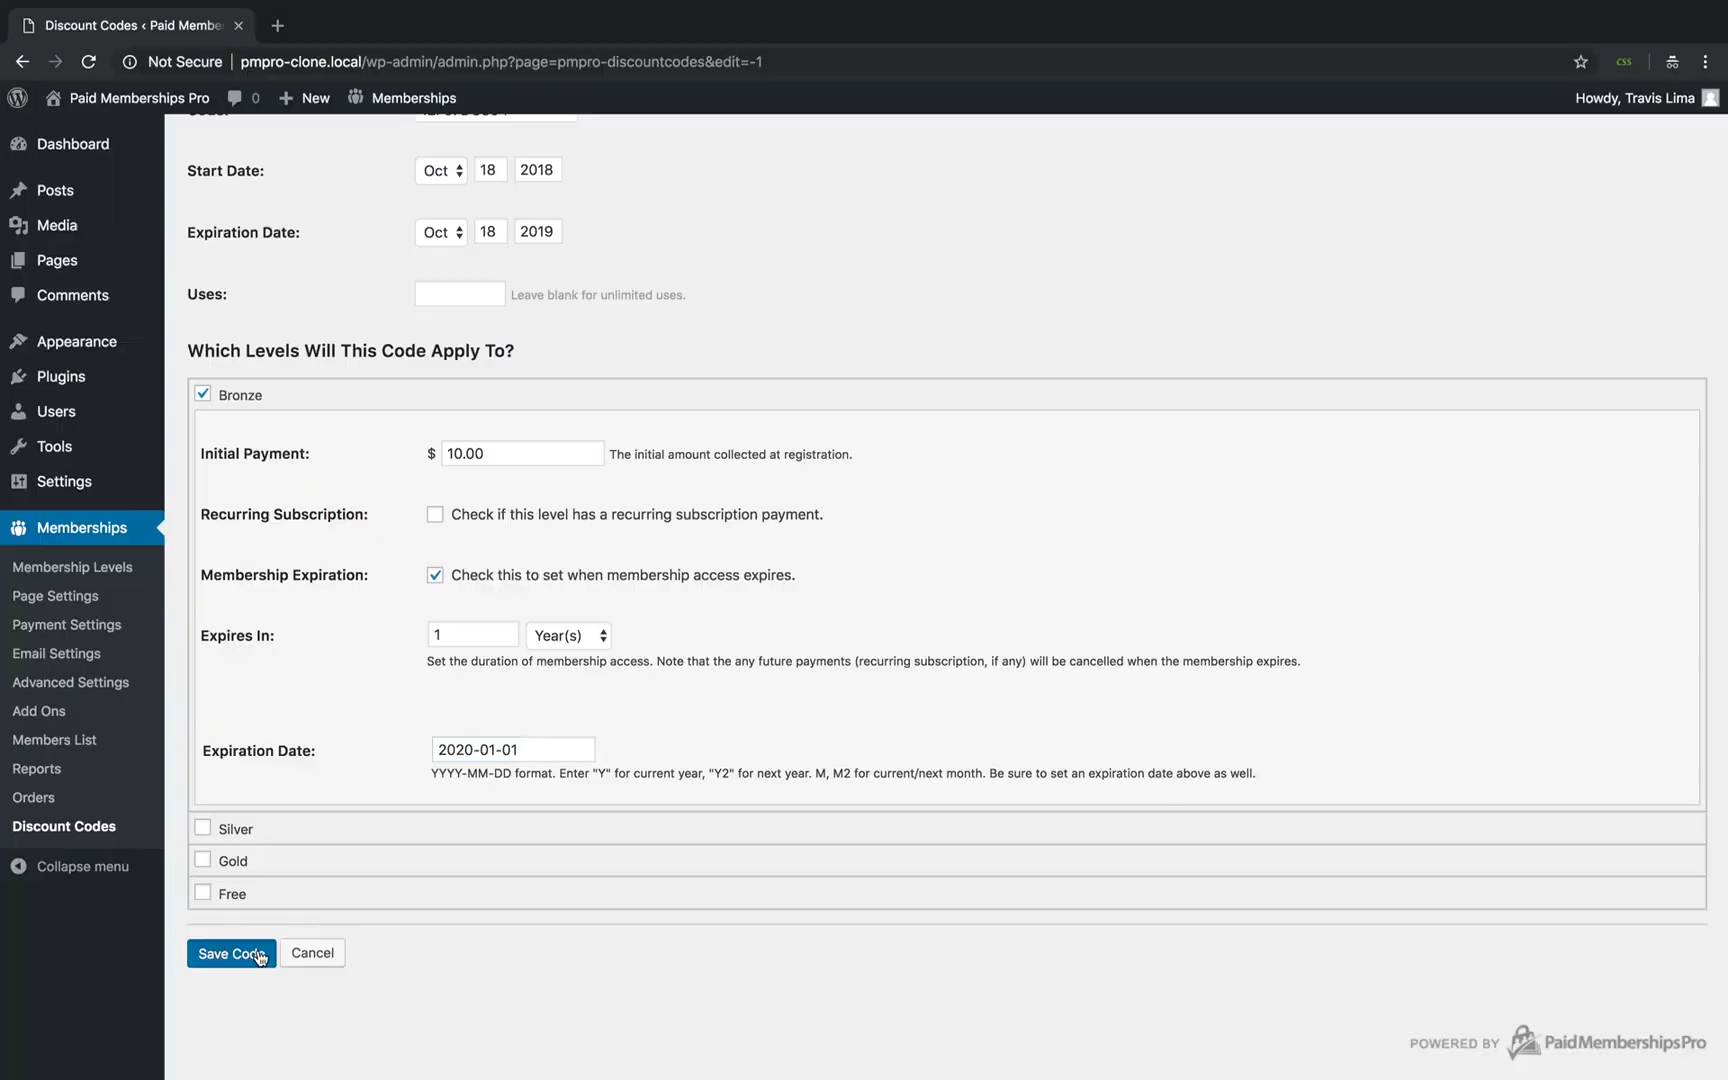 Discount Codes ‹ Paid Membe
Not Secure | pmpro-clone.local/wp-admin/admin.php?page=pmpro-discountcodes&edit=-1
CSS
Paid Memberships Pro 0 New Memberships Howdy, Travis Lima
Dashboard
Posts
Media
Pages
Comments
Appearance
Plugins
Users
Tools
Settings
Memberships
Membership Levels
Page Settings
Payment Settings
Email Settings
Advanced Settings
Add Ons
Members List
Reports
Orders
Discount Codes
Collapse menu
Start Date: Oct 18 2018
Expiration Date: Oct 18 2019
Uses: Leave blank for unlimited uses.
Which Levels Will This Code Apply To?
Bronze
Initial Payment: $ 10.00 The initial amount collected at registration.
Recurring Subscription: Check if this level has a recurring subscription payment.
Membership Expiration: Check this to set when membership access expires.
Expires In: 1 Year(s)
Set the duration of membership access. Note that the any future payments (recurring subscription, if any) will be cancelled when the membership expires.
Expiration Date: 2020-01-01
YYYY-MM-DD format. Enter "Y" for current year, "Y2" for next year. M, M2 for current/next month. Be sure to set an expiration date above as well.
Silver
Gold
Free
Save Code Cancel
POWERED BY PaidMembershipsPro